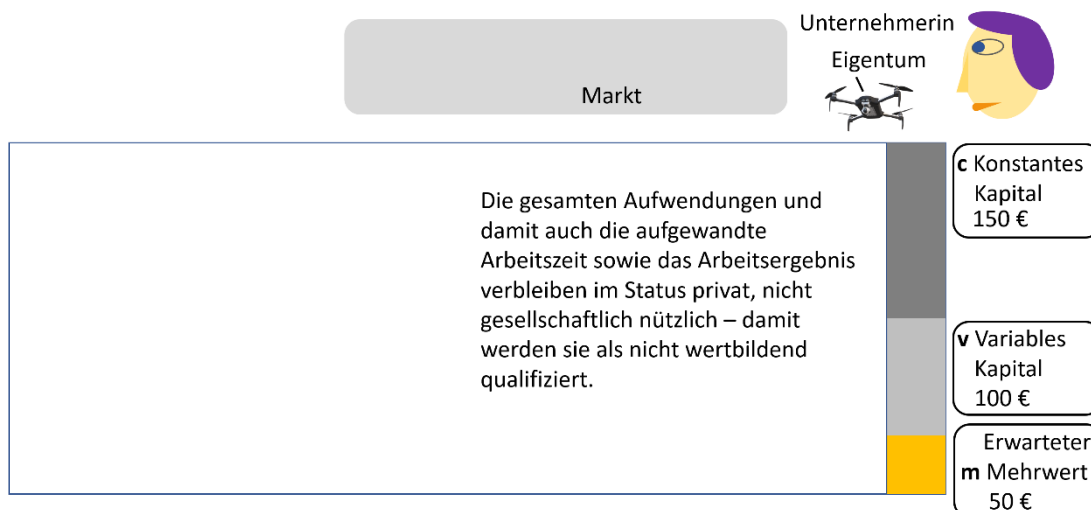 Unternehmerin
Eigentum
Markt
Die gesamten Aufwendungen und
damit auch die aufgewandte
Arbeitszeit sowie das Arbeitsergebnis
verbleiben im Status privat, nicht
gesellschaftlich nützlich – damit
werden sie als nicht wertbildend
qualifiziert.
c Konstantes
Kapital
150 €
v Variables
Kapital
100 €
Erwarteter
m Mehrwert
50 €